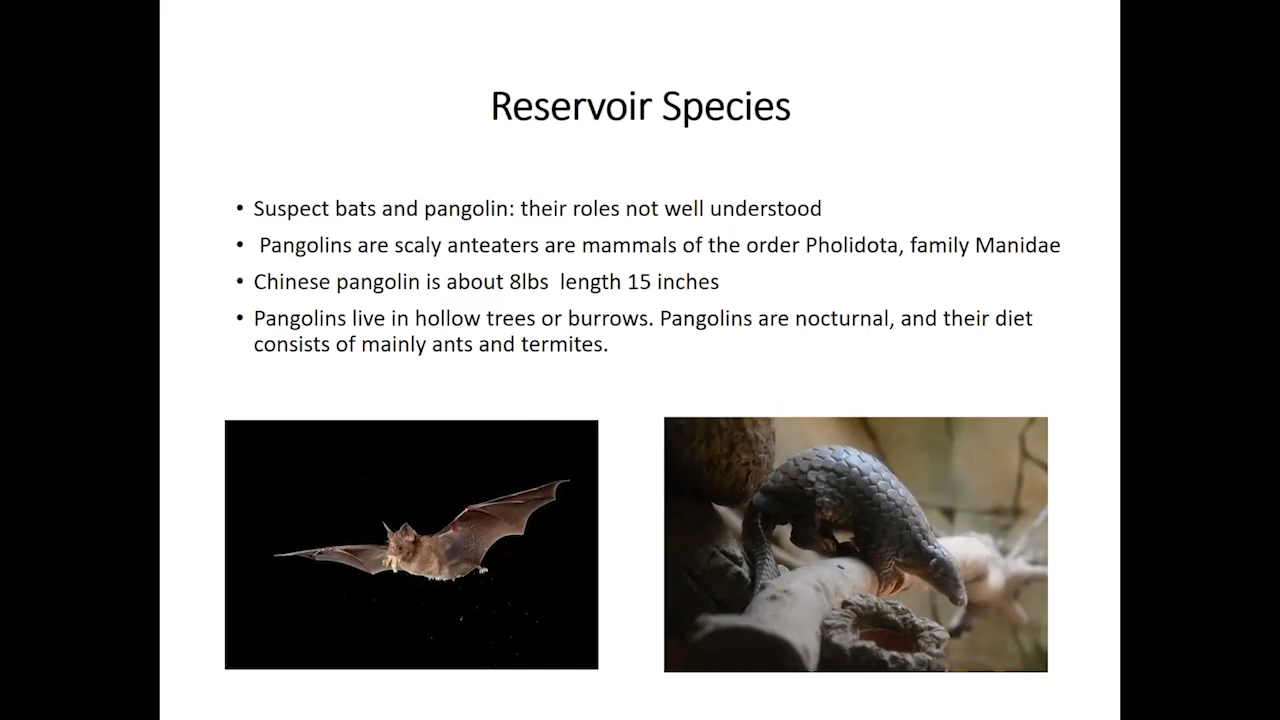 Reservoir Species
• Suspect bats and pangolin: their roles not well understood
• Pangolins are scaly anteaters are mammals of the order Pholidota, family Manidae
• Chinese pangolin is about 8lbs  length 15 inches
• Pangolins live in hollow trees or burrows. Pangolins are nocturnal, and their diet
consists of mainly ants and termites.